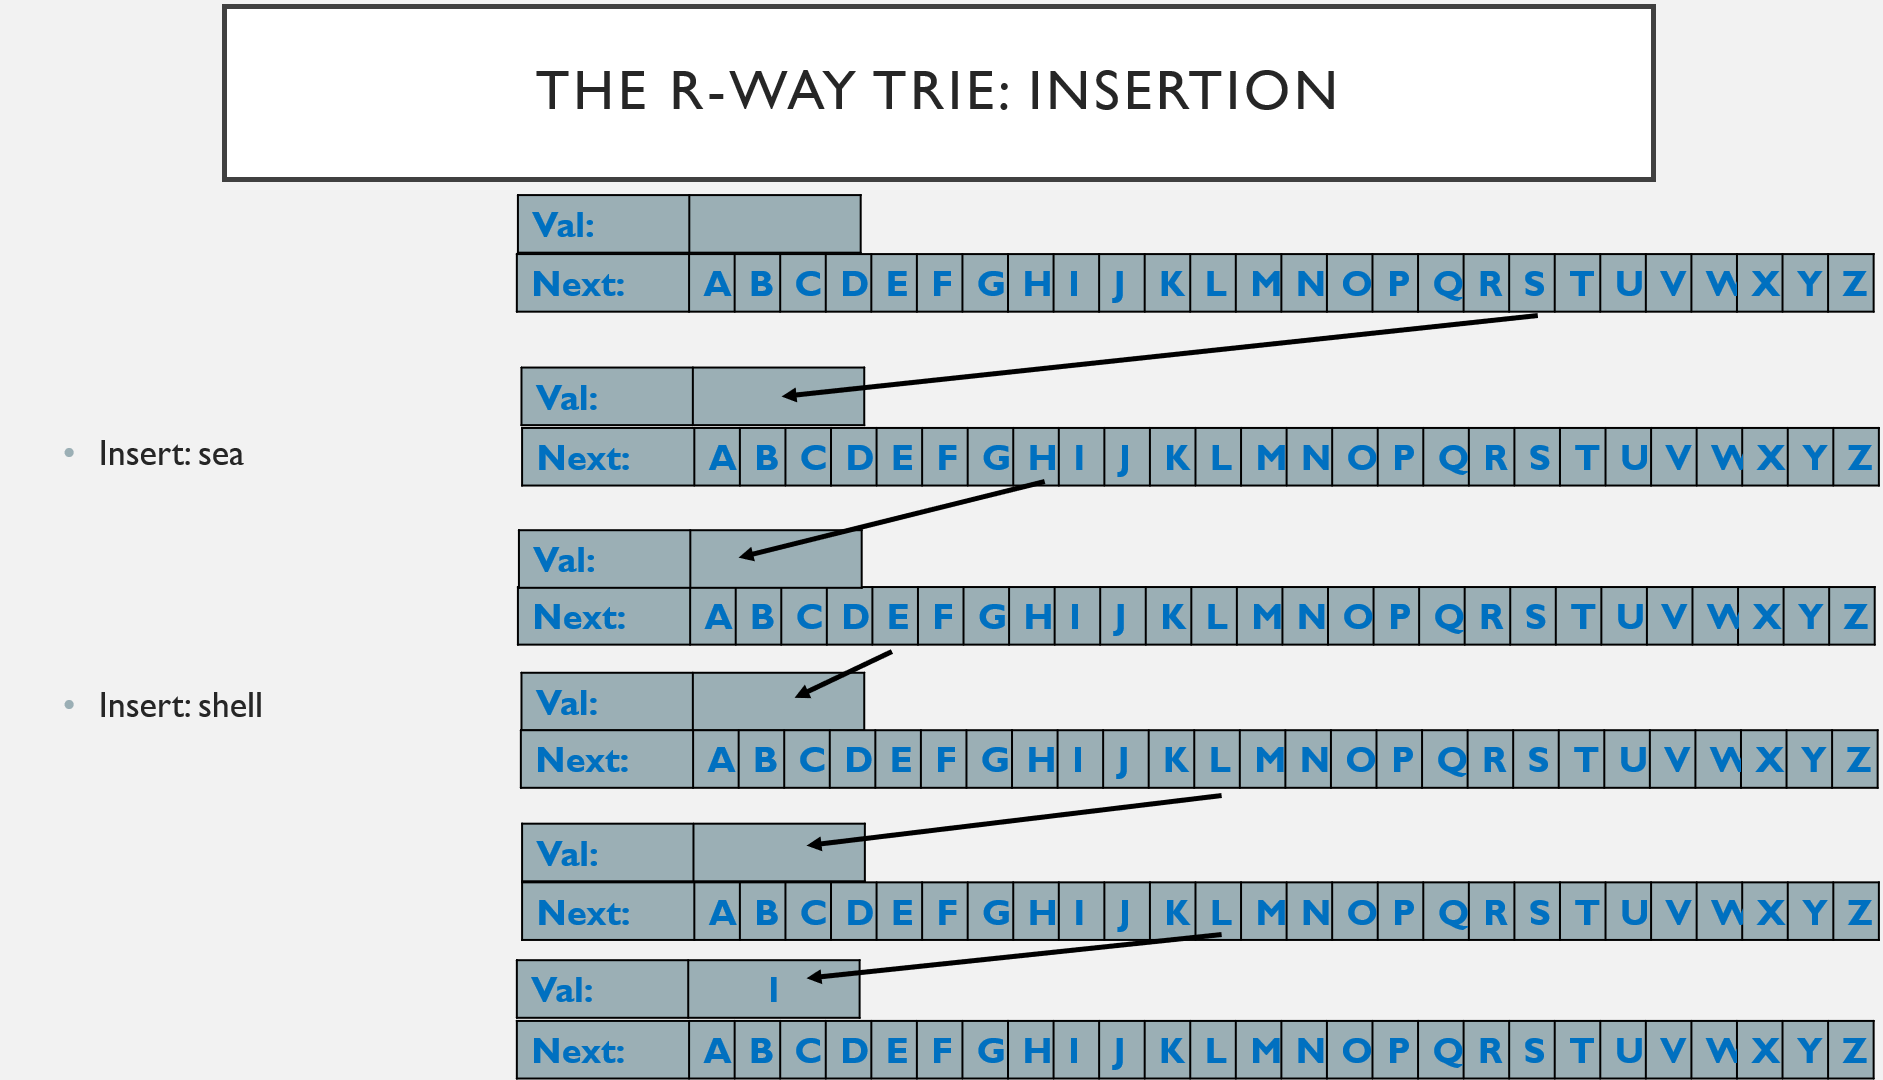 THE R-WAY TRIE: INSERTION
Val:
Next: A B C D E F G H I J K L M N O P Q R S T U V W X Y Z
Val:
• Insert: sea
Next: A B C D E F G H I J K L M N O P Q R S T U V W X Y Z
Val:
Next: A B C D E F G H I J K L M N O P Q R S T U V W X Y Z
• Insert: shell
Val:
Next: A B C D E F G H I J K L M N O P Q R S T U V W X Y Z
Val:
Next: A B C D E F G H I J K L M N O P Q R S T U V W X Y Z
Val: 1
Next: A B C D E F G H I J K L M N O P Q R S T U V W X Y Z